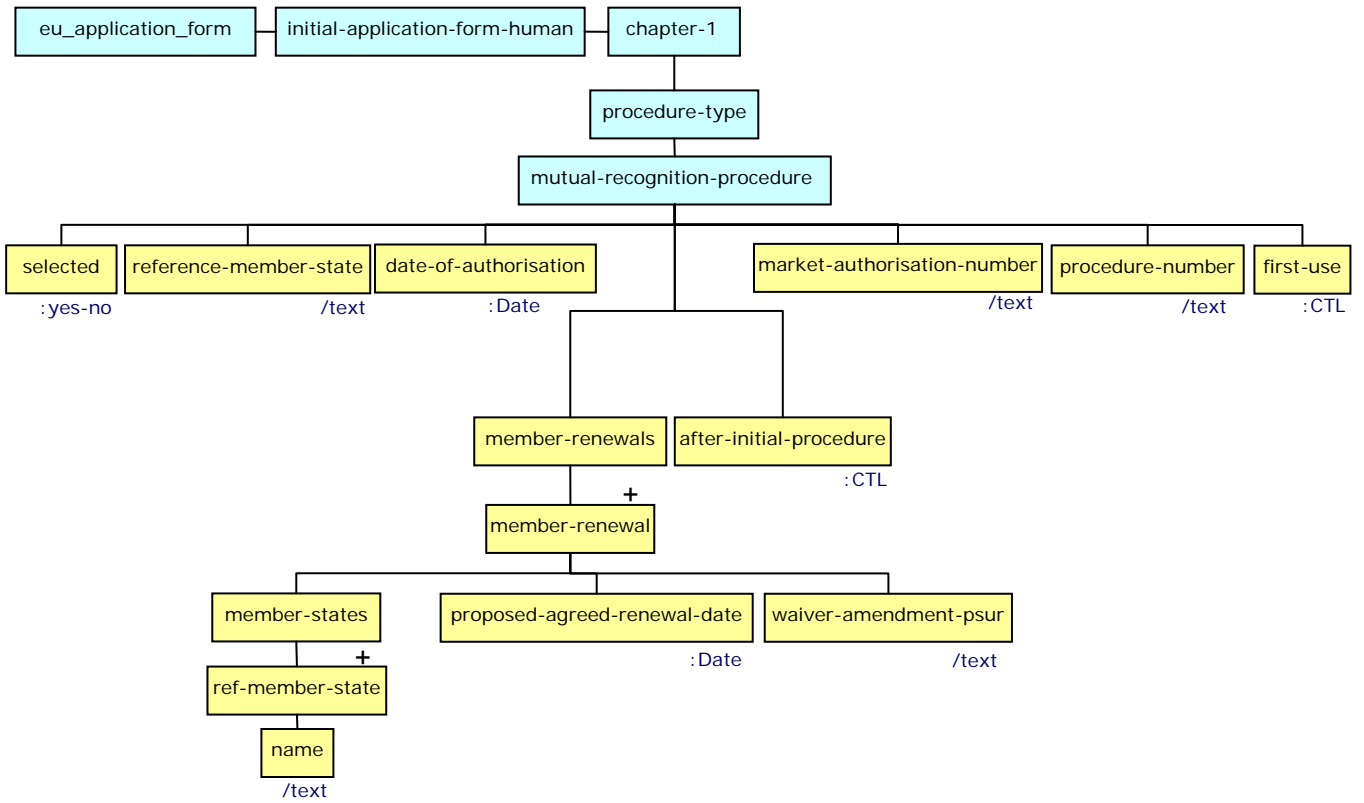 eu_application_form
initial-application-form-human
chapter-1
procedure-type
mutual-recognition-procedure
selected
:yes-no
reference-member-state
/text
date-of-authorisation
:Date
market-authorisation-number
/text
procedure-number
/text
first-use
:CTL
member-renewals
after-initial-procedure
:CTL
+
member-renewal
member-states
proposed-agreed-renewal-date
:Date
waiver-amendment-psur
/text
+
ref-member-state
name
/text